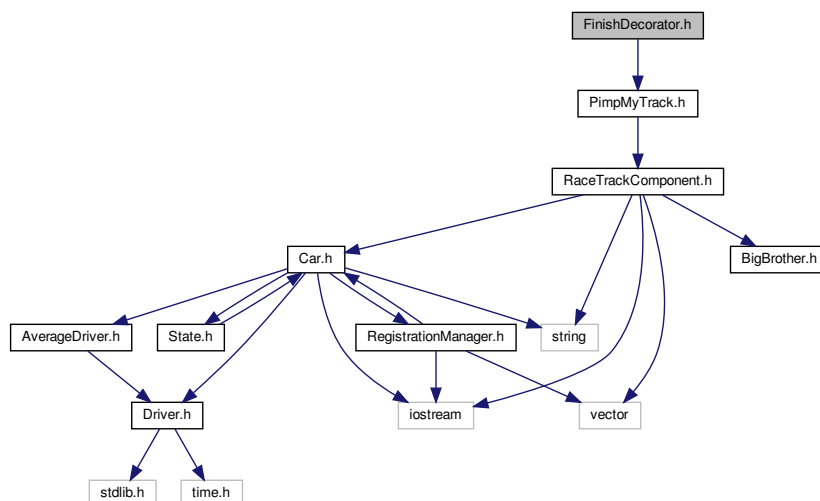 FinishDecorator.h
PimpMyTrack.h
RaceTrackComponent.h
Car.h
BigBrother.h
AverageDriver.h
State.h
RegistrationManager.h
string
Driver.h
iostream
vector
stdlib.h
time.h